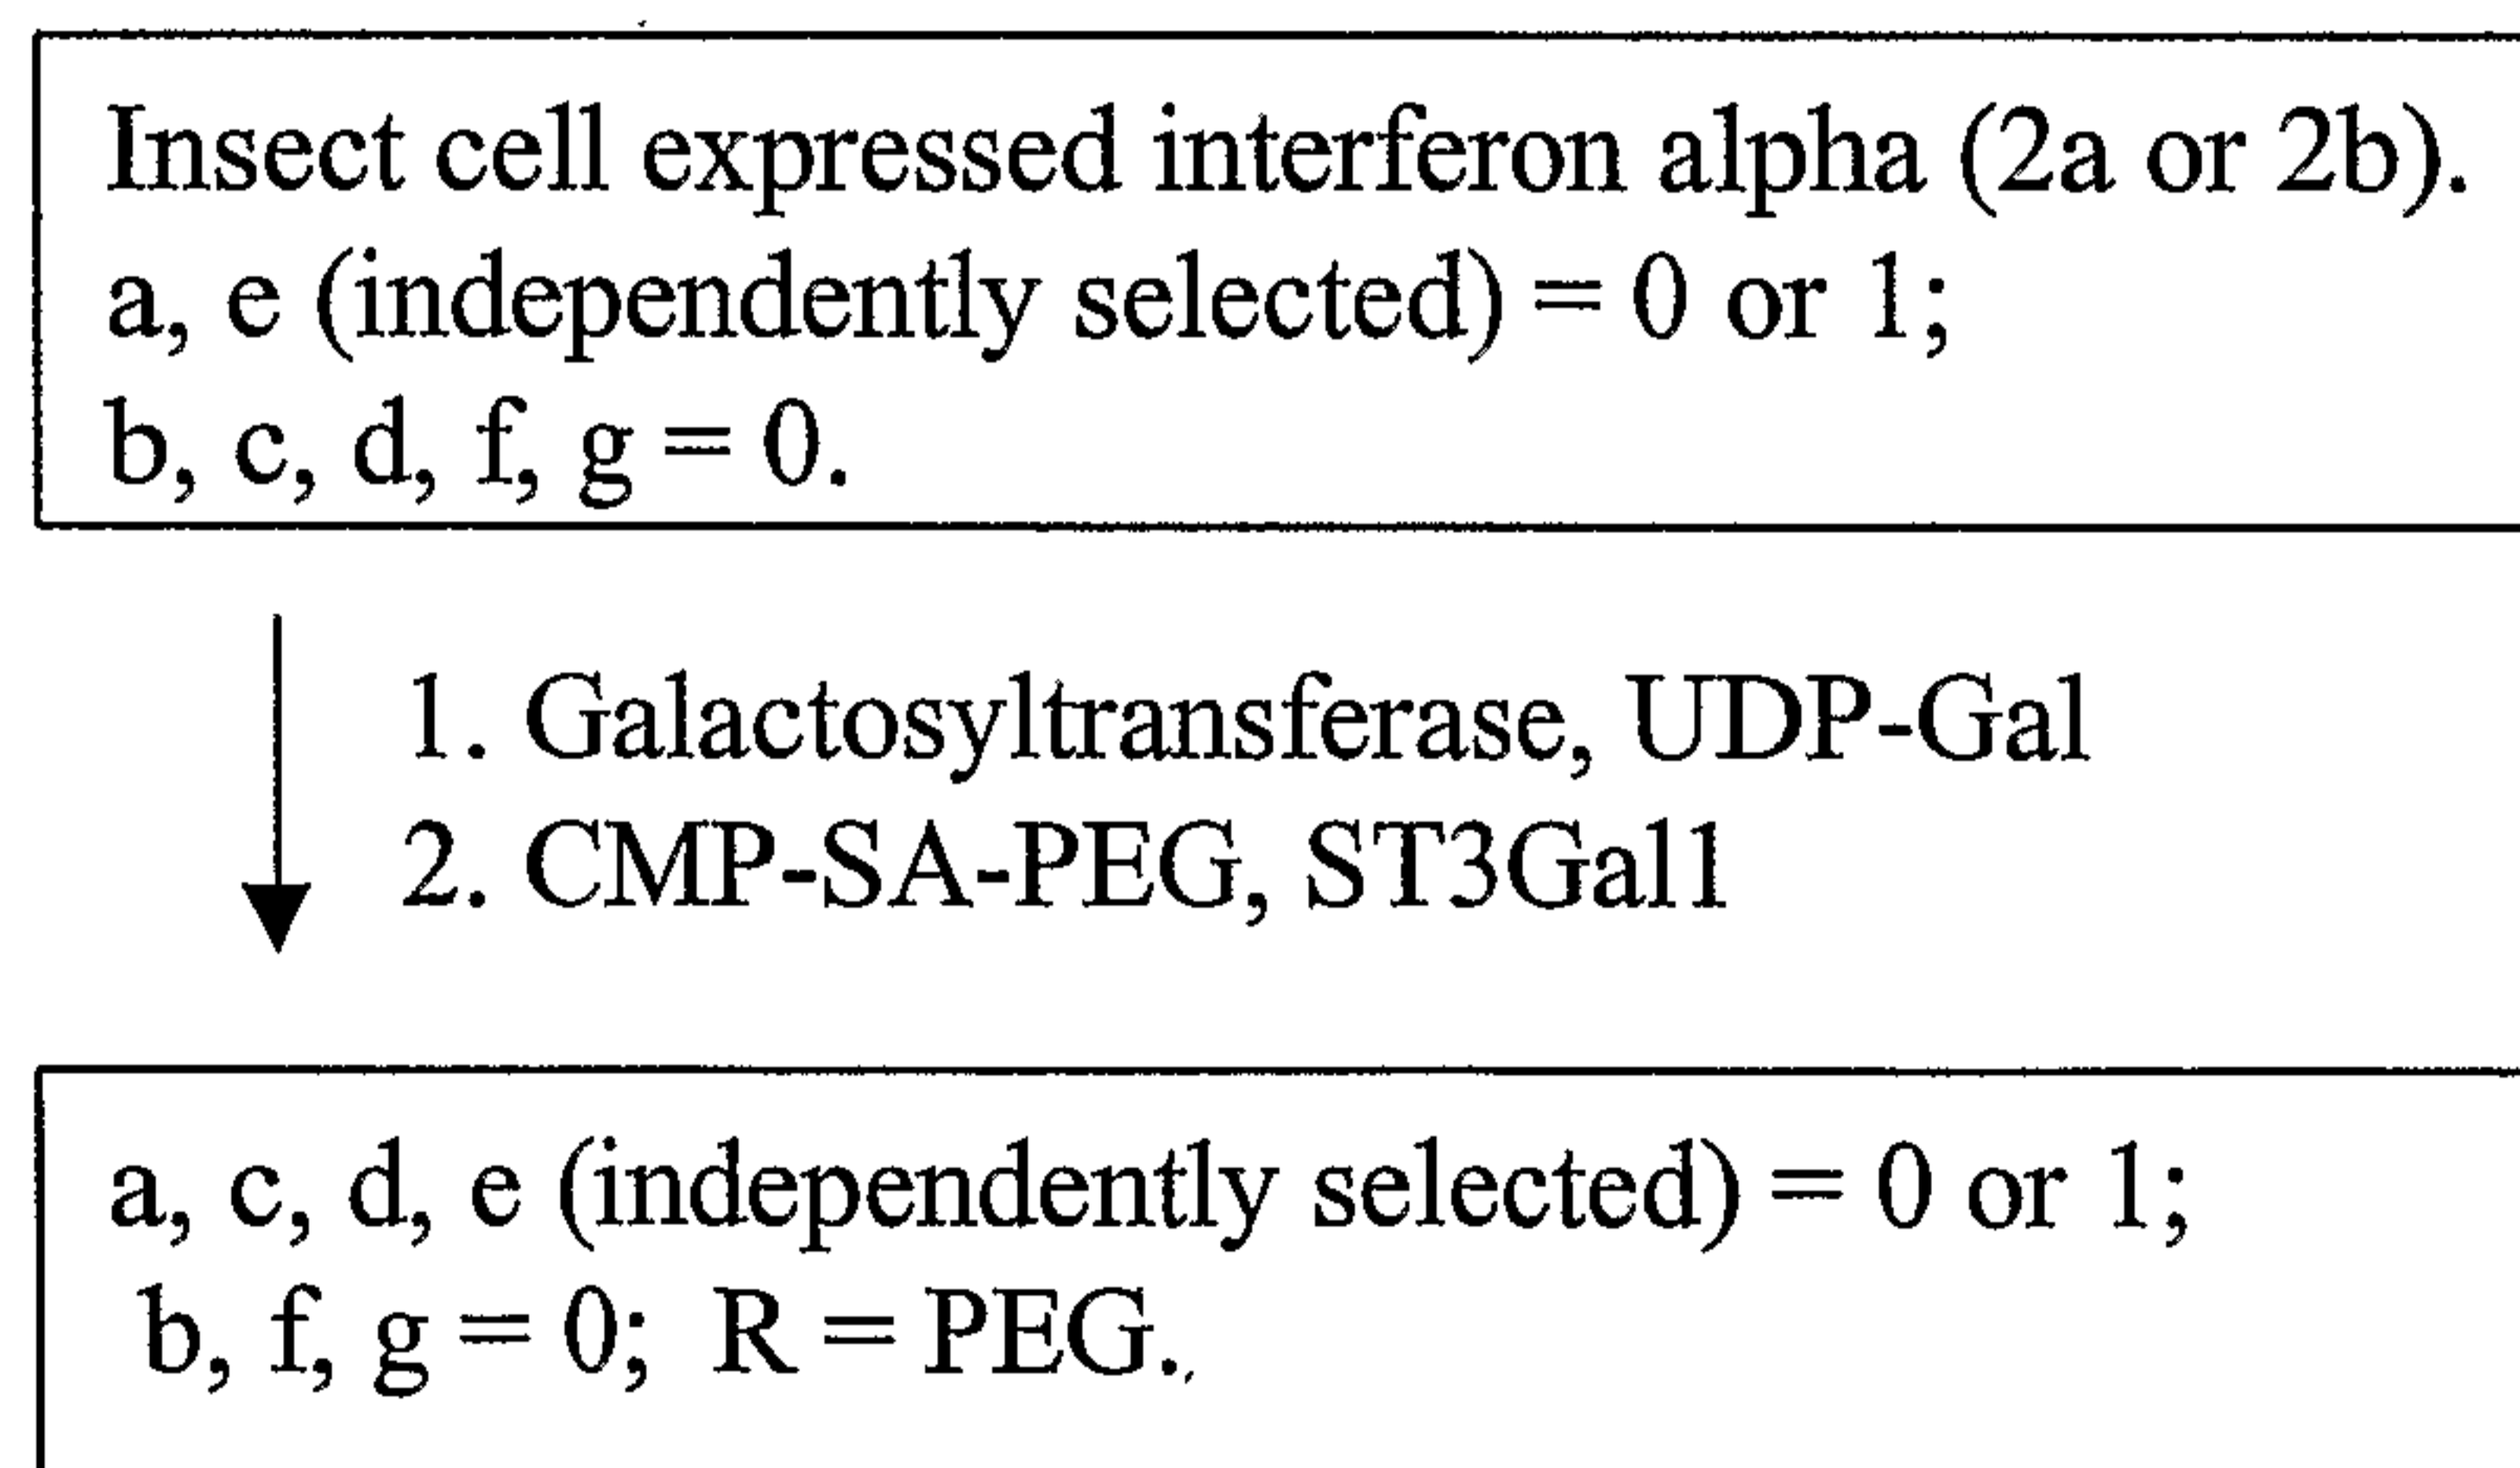 Insect cell expressed interferon alpha (2a or 2b).
a, e (independently selected) = 0 or 1;
b, c, d, f, g = 0.
1. Galactosyltransferase, UDP-Gal
2. CMP-SA-PEG, ST3Gal1
a, c, d, e (independently selected) = 0 or 1;
b, f, g = 0; R = PEG.